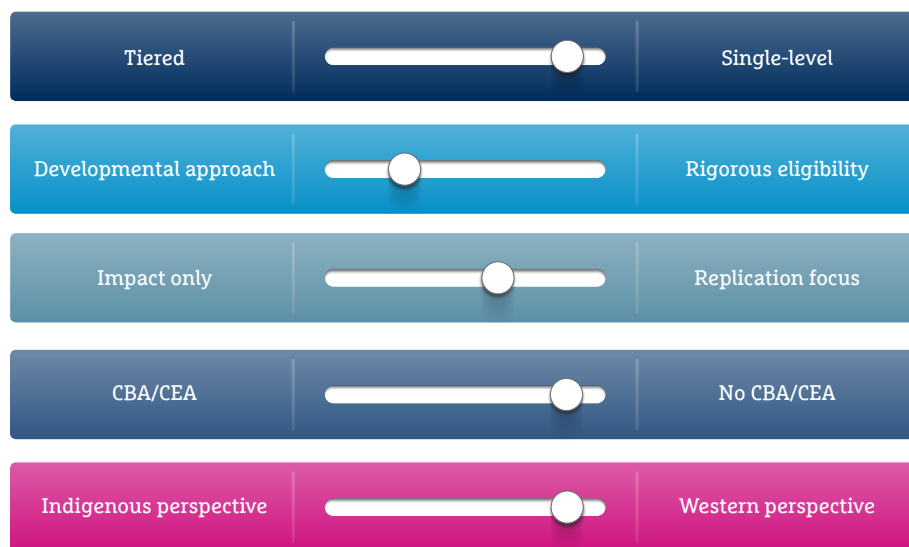 Tiered Single-level
Developmental approach Rigorous eligibility
Impact only Replication focus
CBA/CEA No CBA/CEA
Indigenous perspective Western perspective